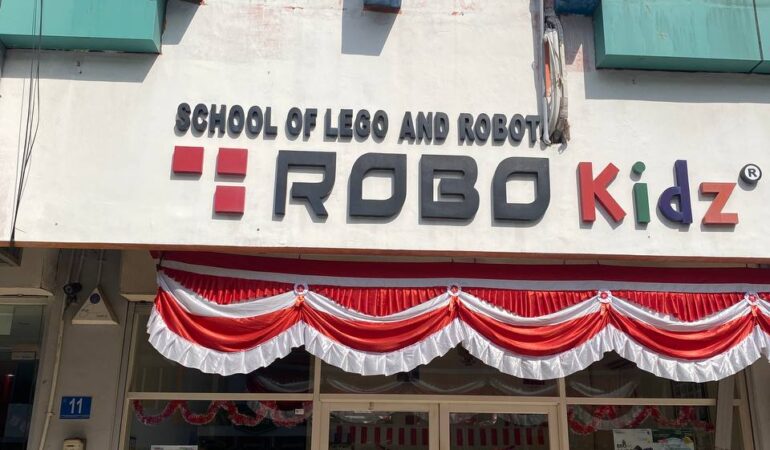 SCHOOL OF LEGO AND ROBOT
ROBO Kidz®
11